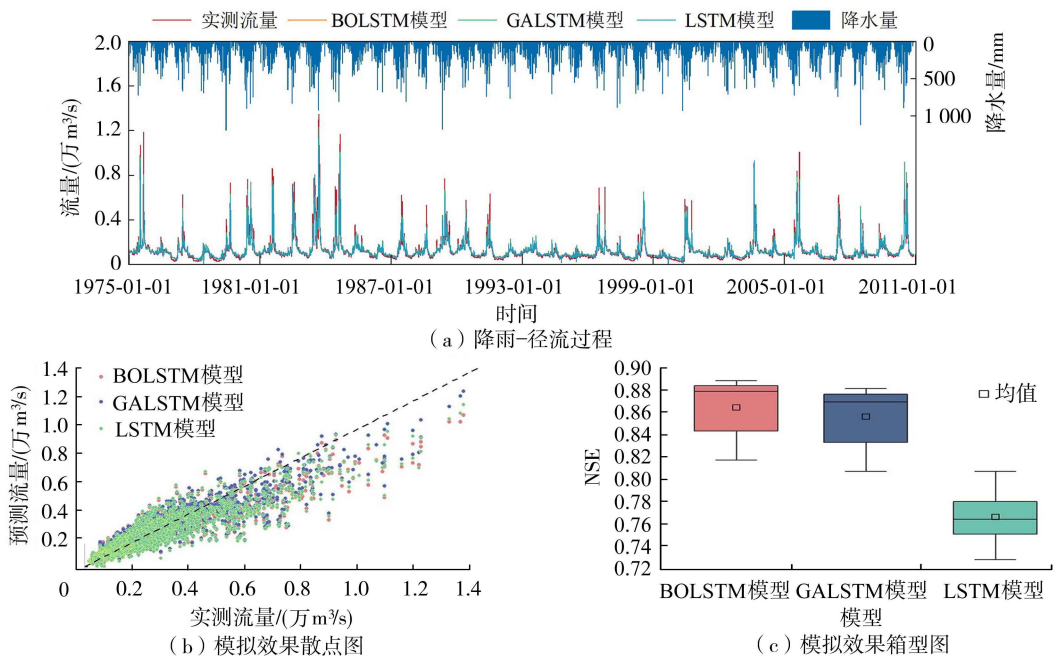 实测流量 BOLSTM模型 GALSTM模型 LSTM模型 降水量
流量/(万m³/s)
2.0
1.6
1.2
0.8
0.4
0
0
500
1 000
降水量/mm
1975-01-01 1981-01-01 1987-01-01 1993-01-01 1999-01-01 2005-01-01 2011-01-01
时间
（a）降雨-径流过程
预测流量/(万m³/s)
1.4
1.2
1.0
0.8
0.6
0.4
0.2
BOLSTM模型
GALSTM模型
LSTM模型
0 0.2 0.4 0.6 0.8 1.0 1.2 1.4
实测流量/(万m³/s)
（b）模拟效果散点图
NSE
0.90
0.88
0.86
0.84
0.82
0.80
0.78
0.76
0.74
0.72
均值
BOLSTM模型 GALSTM模型 LSTM模型
模型
（c）模拟效果箱型图